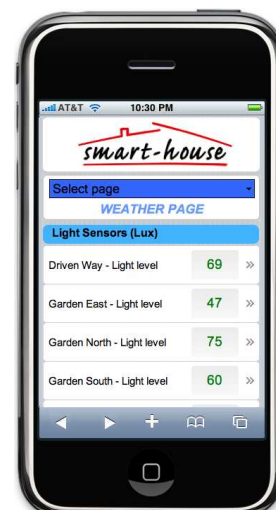 AT&T 10:30 PM
smart-house
Select page
WEATHER PAGE
Light Sensors (Lux)
Driven Way - Light level 69 »
Garden East - Light level 47 »
Garden North - Light level 75 »
Garden South - Light level 60 »